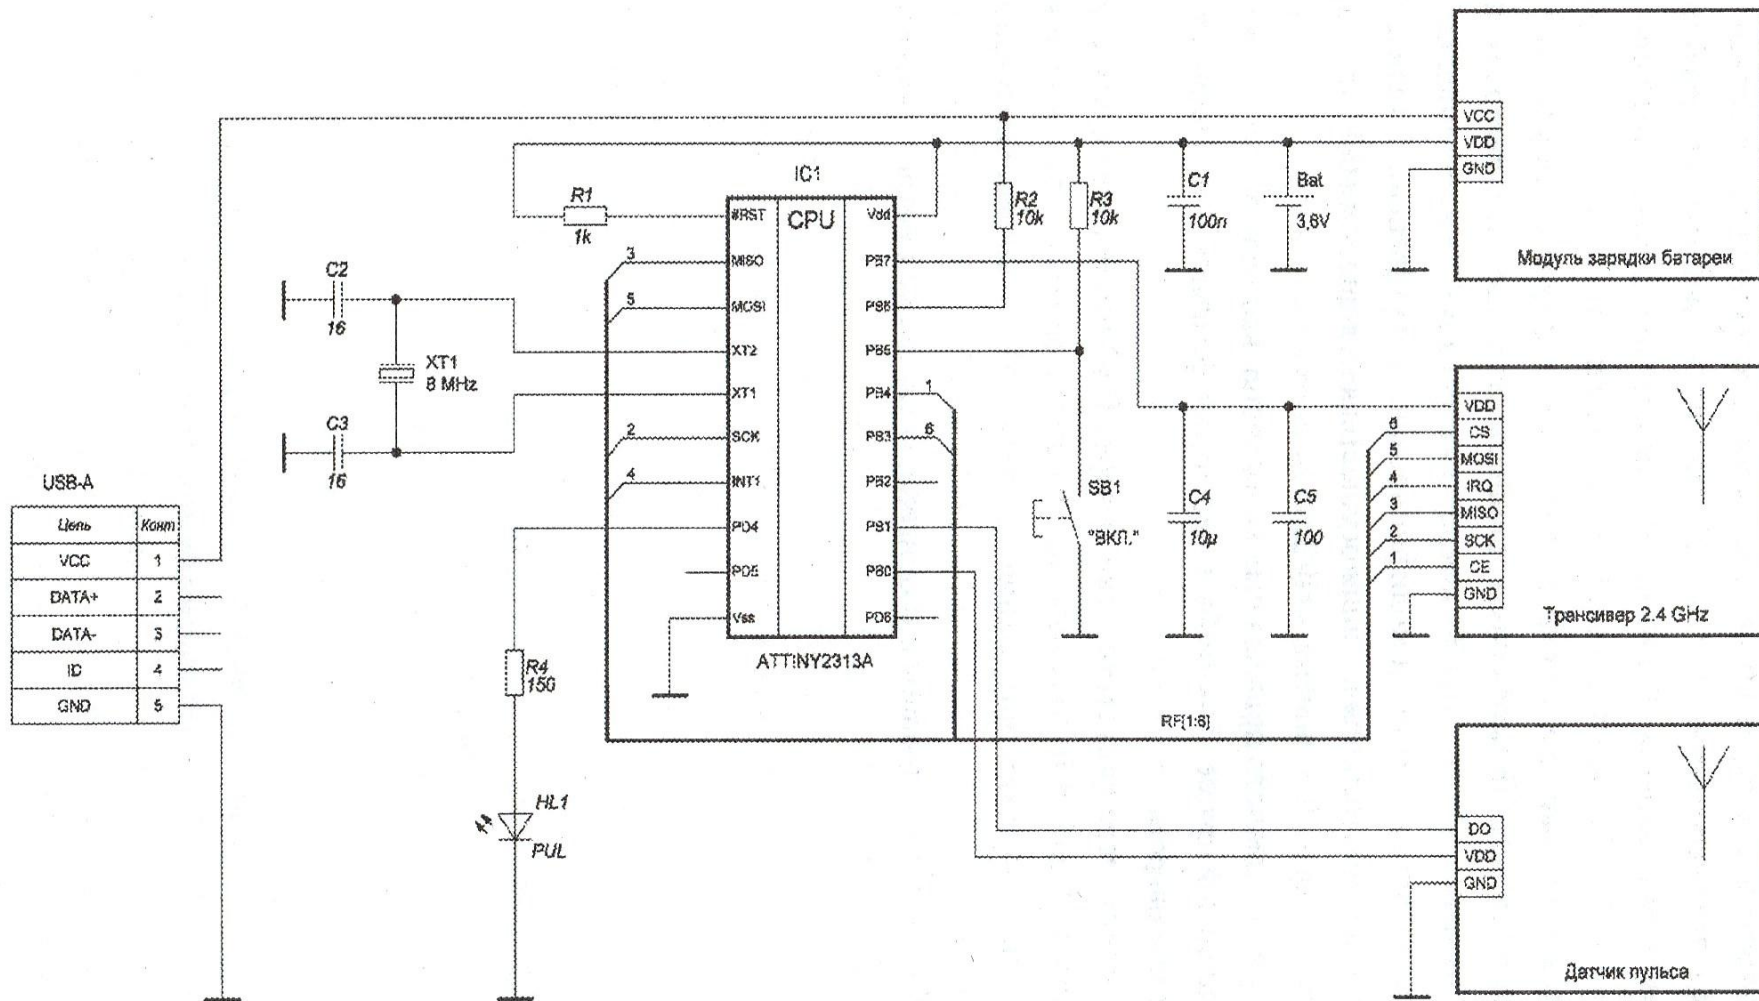 VCC
VDD
GND
Модуль зарядки батареи
IC1
CPU
#RST
MISO
MOSI
XT2
XT1
SCK
INT1
PD4
PD5
Vss
Vdd
PB7
PB6
PB5
PB4
PB3
PB2
PB1
PB0
PD6
ATTINY2313A
R1
1k
3
5
2
4
1
6
C2
16
XT1
8 MHz
C3
16
R2
10k
R3
10k
C1
100n
Bat
3,6V
SB1
"ВКЛ."
C4
10µ
C5
100
6
5
4
3
2
1
VDD
CS
MOSI
IRQ
MISO
SCK
CE
GND
Трансивер 2.4 GHz
USB-A
Цепь Конт
VCC 1
DATA+ 2
DATA- 3
ID 4
GND 5
R4
150
HL1
PUL
RF[1:6]
DO
VDD
GND
Датчик пульса